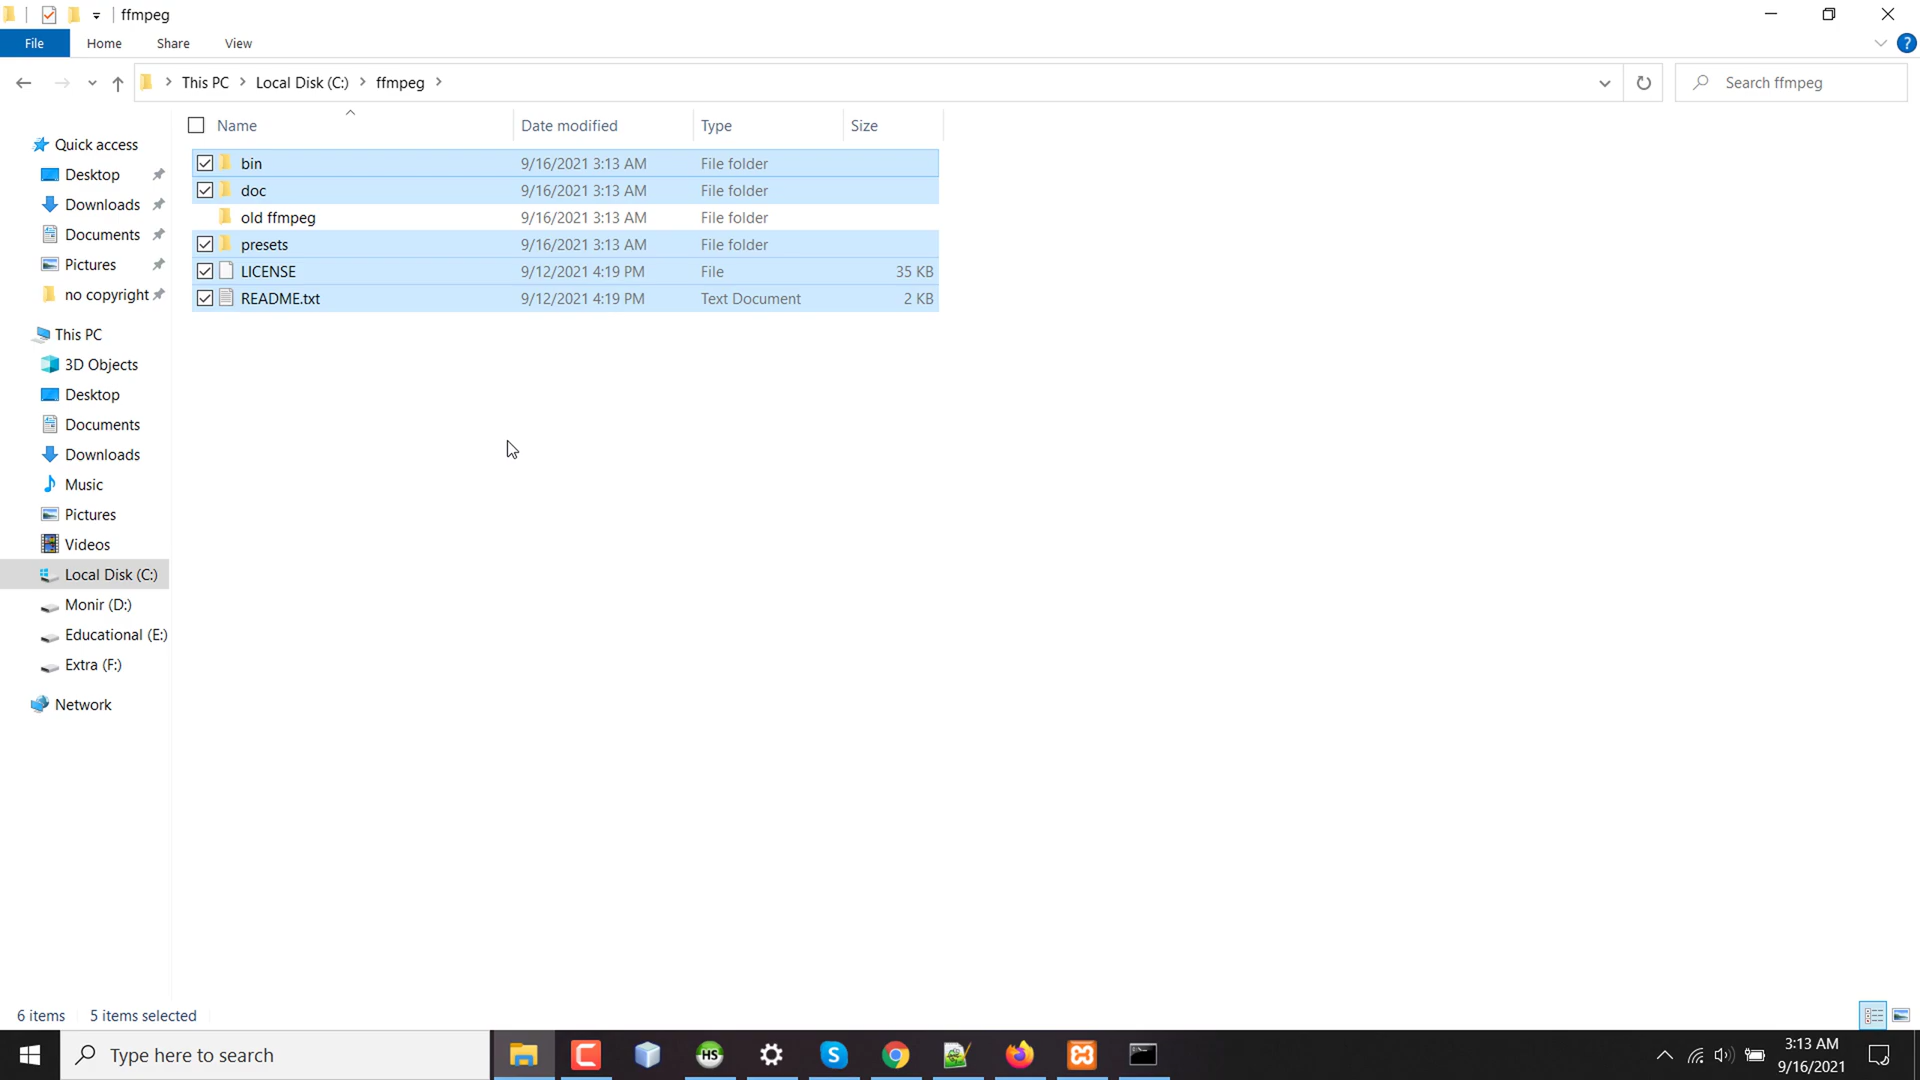 ffmpeg
File Home Share View
This PC Local Disk (C:) ffmpeg Search ffmpeg
Name Date modified Type Size
bin 9/16/2021 3:13 AM File folder
doc 9/16/2021 3:13 AM File folder
old ffmpeg 9/16/2021 3:13 AM File folder
presets 9/16/2021 3:13 AM File folder
LICENSE 9/12/2021 4:19 PM File 35 KB
README.txt 9/12/2021 4:19 PM Text Document 2 KB
Quick access
Desktop
Downloads
Documents
Pictures
no copyright
This PC
3D Objects
Desktop
Documents
Downloads
Music
Pictures
Videos
Local Disk (C:)
Monir (D:)
Educational (E:)
Extra (F:)
Network
6 items 5 items selected
Type here to search
HS
3:13 AM
9/16/2021